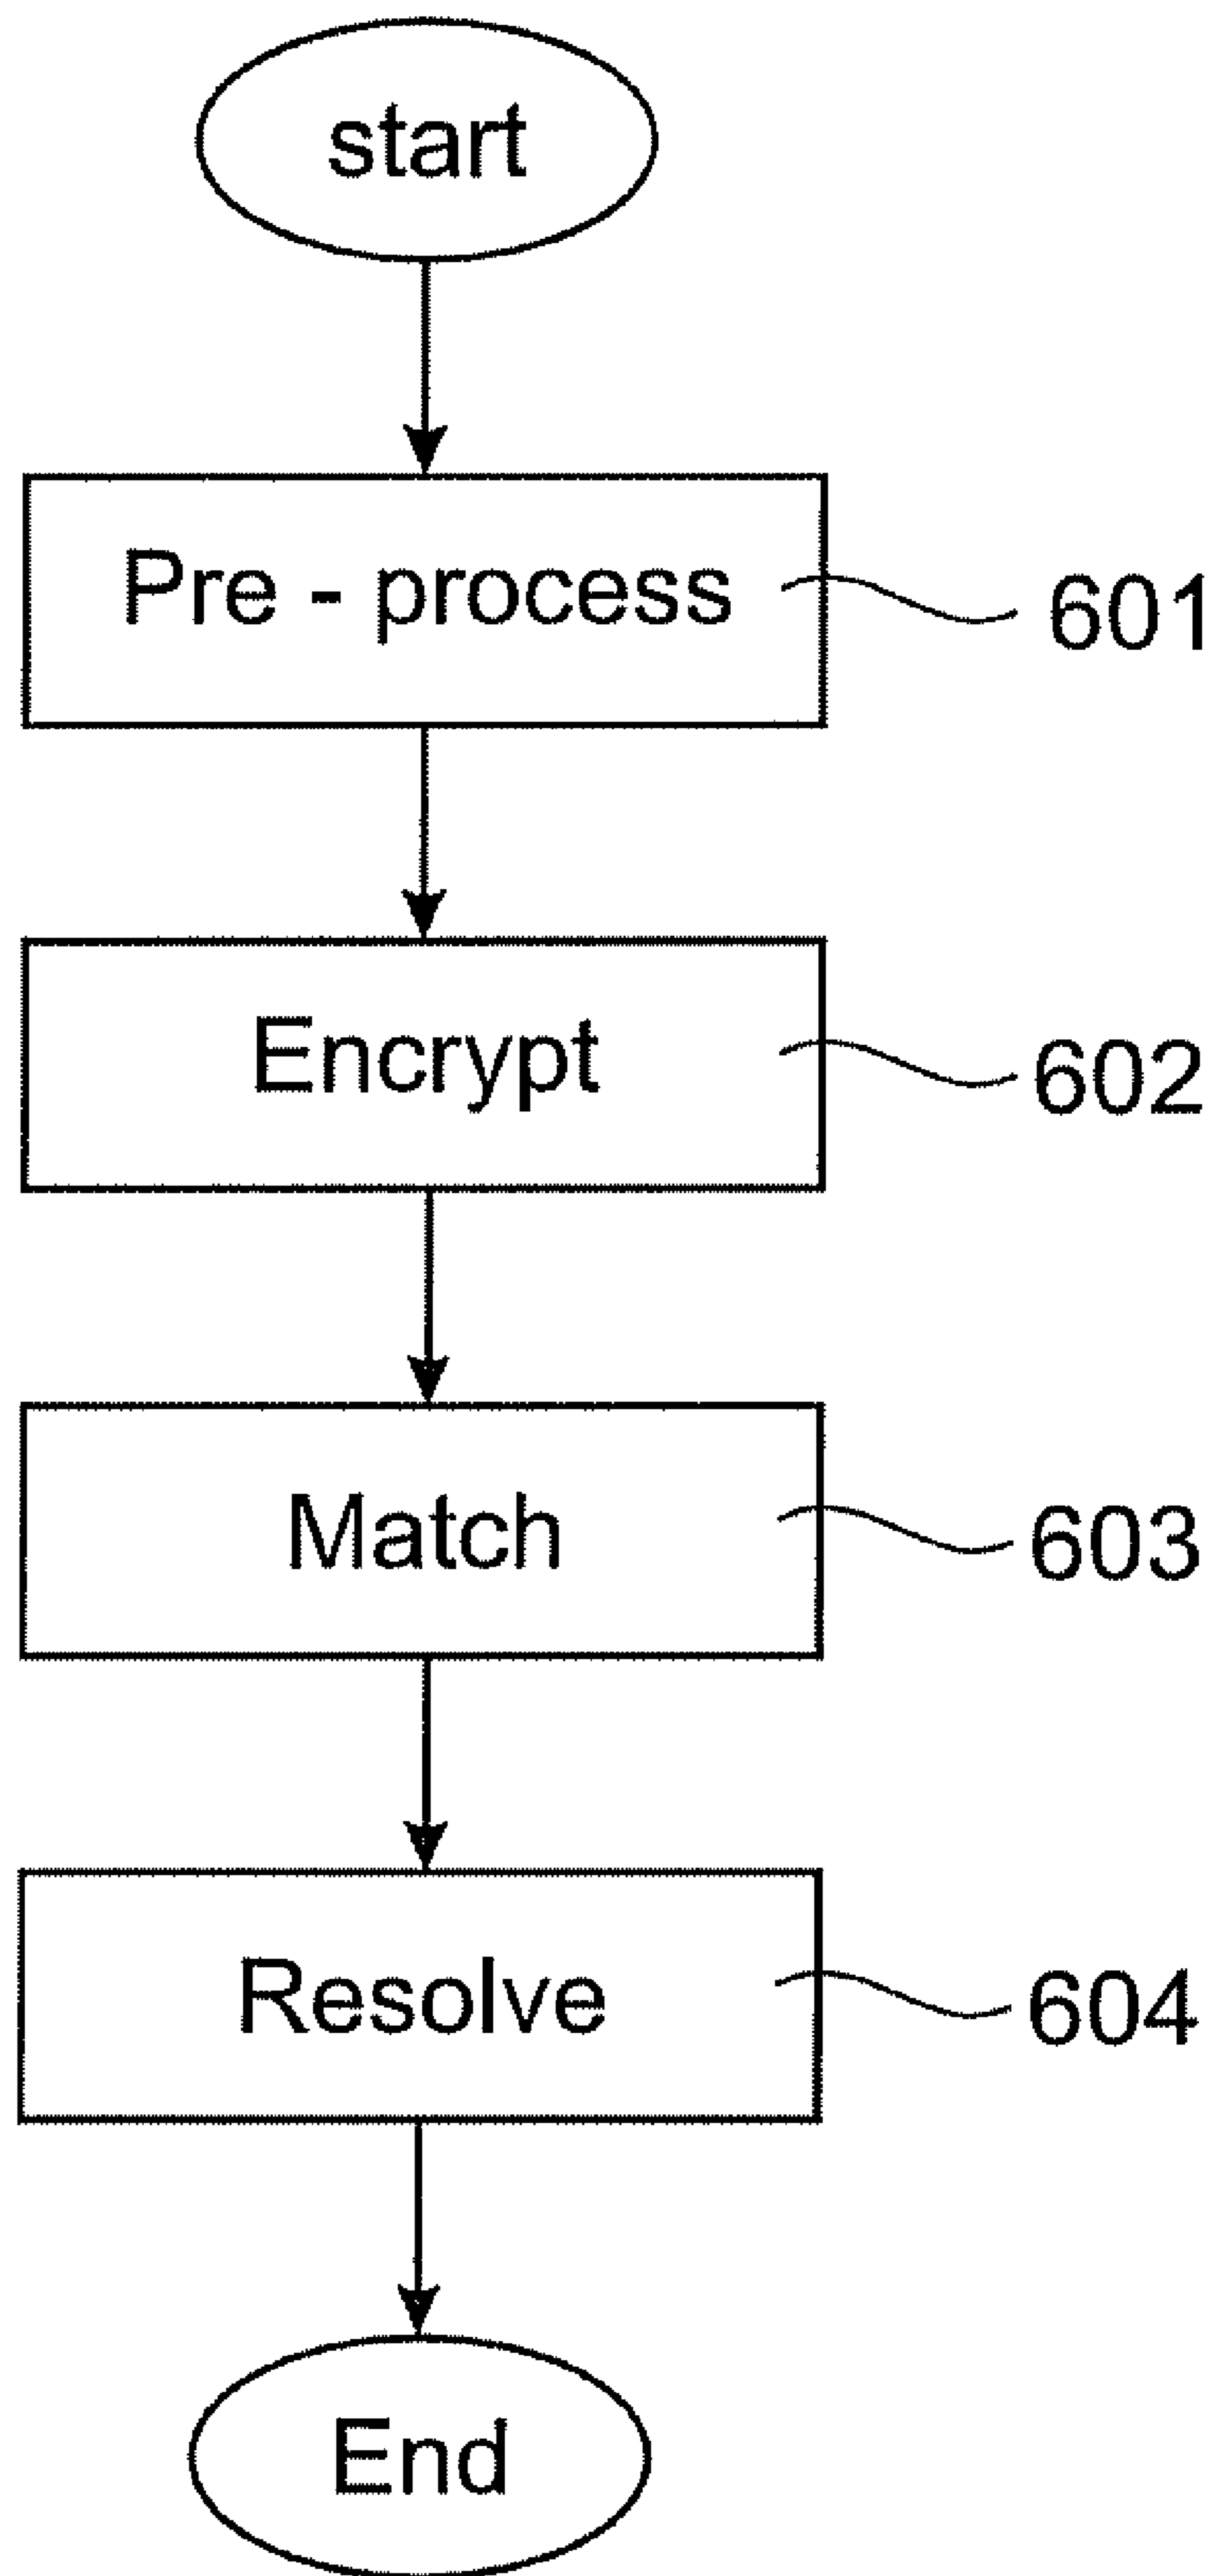 start
Pre - process
601
Encrypt
602
Match
603
Resolve
604
End